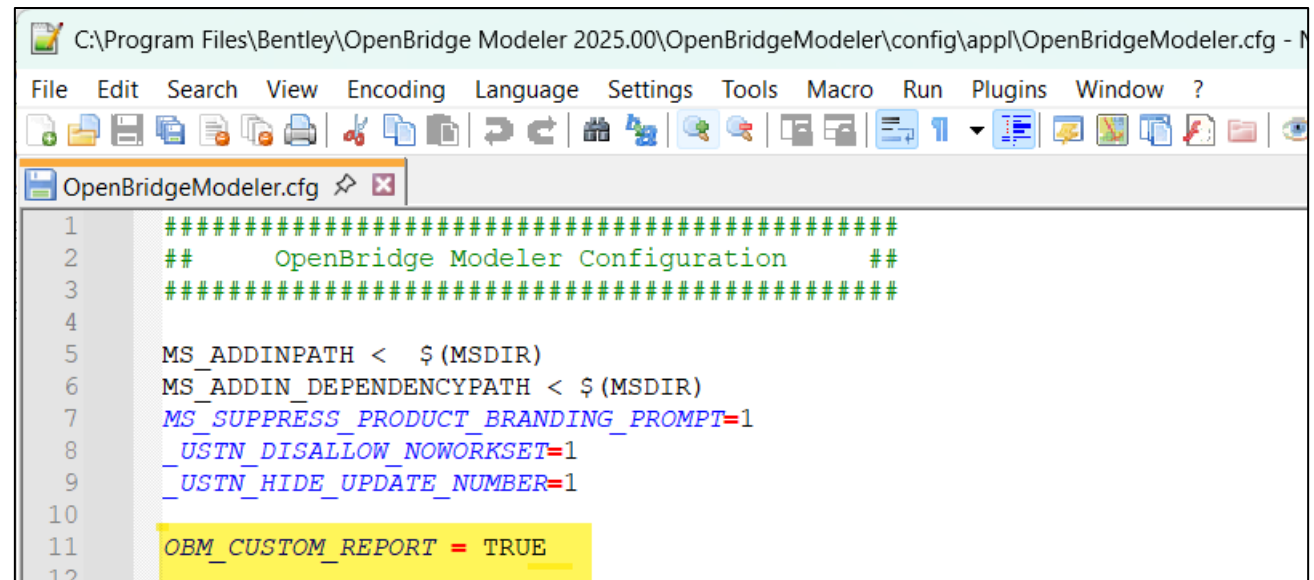 C:\Program Files\Bentley\OpenBridge Modeler 2025.00\OpenBridgeModeler\config\appl\OpenBridgeModeler.cfg -
File Edit Search View Encoding Language Settings Tools Macro Run Plugins Window ?
OpenBridgeModeler.cfg
1 ##############################################
2 ## OpenBridge Modeler Configuration ##
3 ##############################################
4
5 MS_ADDINPATH < $(MSDIR)
6 MS_ADDIN_DEPENDENCYPATH < $(MSDIR)
7 MS_SUPPRESS_PRODUCT_BRANDING_PROMPT=1
8 _USTN_DISALLOW_NOWORKSET=1
9 _USTN_HIDE_UPDATE_NUMBER=1
10
11 OBM_CUSTOM_REPORT = TRUE
12